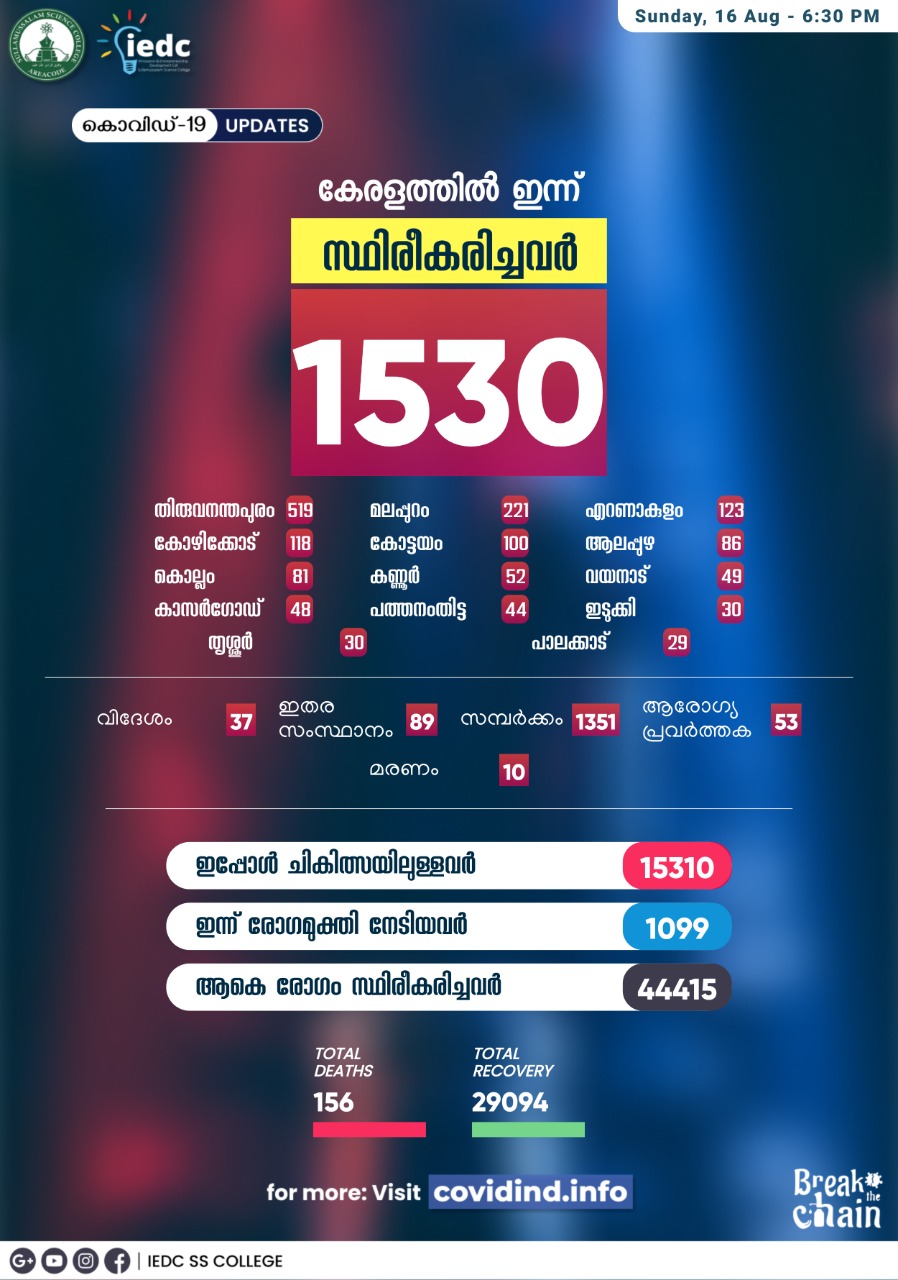 Sunday, 16 Aug - 6:30 PM
SULLAMUSSALAM SCIENCE COLLEGE
AREACODE
iedc
കൊവിഡ്-19 UPDATES
കേരളത്തിൽ ഇന്ന്
സ്ഥിരീകരിച്ചവർ
1530
തിരുവനന്തപുരം 519 മലപ്പുറം 221 എറണാകുളം 123
കോഴിക്കോട് 118 കോട്ടയം 100 ആലപ്പുഴ 86
കൊല്ലം 81 കണ്ണൂർ 52 വയനാട് 49
കാസർഗോഡ് 48 പത്തനംതിട്ട 44 ഇടുക്കി 30
തൃശ്ശൂർ 30 പാലക്കാട് 29
വിദേശം 37 ഇതര സംസ്ഥാനം 89 സമ്പർക്കം 1351 ആരോഗ്യ പ്രവർത്തക 53
മരണം 10
ഇപ്പോൾ ചികിത്സയിലുള്ളവർ 15310
ഇന്ന് രോഗമുക്തി നേടിയവർ 1099
ആകെ രോഗം സ്ഥിരീകരിച്ചവർ 44415
TOTAL DEATHS
156
TOTAL RECOVERY
29094
for more: Visit covidind.info
Break the chain
G+ | IEDC SS COLLEGE